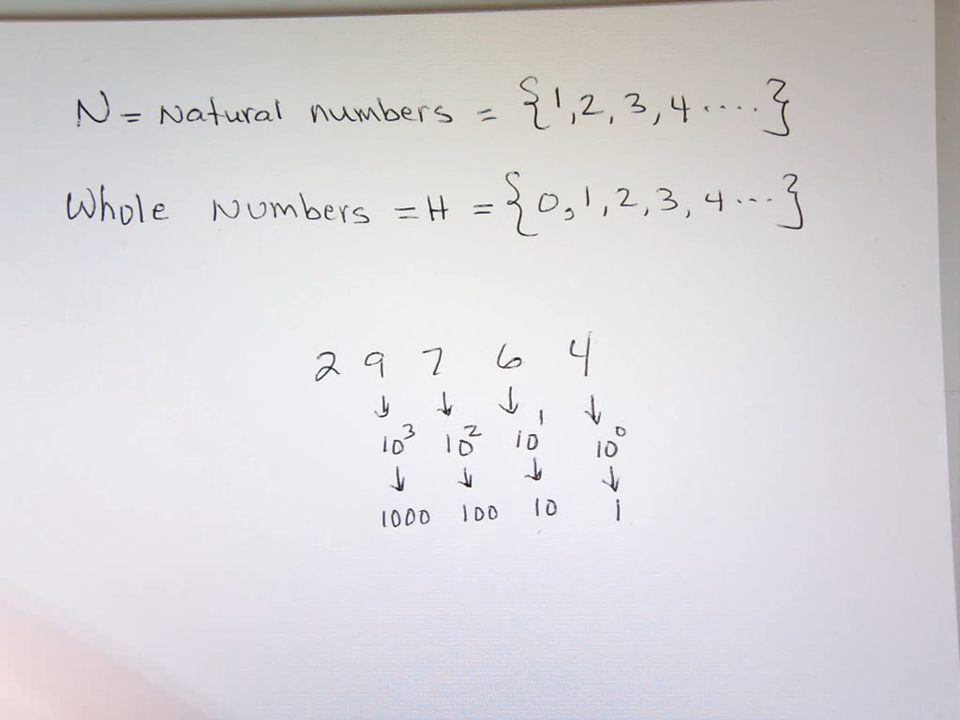 N = Natural numbers = {1,2,3,4....}
Whole Numbers = H = {0,1,2,3,4...}
2 9 7 6 4
↓ ↓ ↓ ↓
10³ 10² 10¹ 10⁰
↓ ↓ ↓ ↓
1000 100 10 1